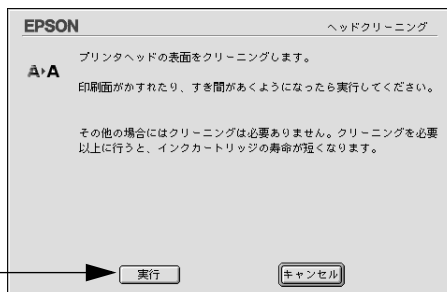 EPSON ヘッドクリーニング
A▸A プリンタヘッドの表面をクリーニングします。
印刷面がかすれたり、すき間があくようになったら実行してください。
その他の場合にはクリーニングは必要ありません。クリーニングを必要
以上に行うと、インクカートリッジの寿命が短くなります。
実行 キャンセル